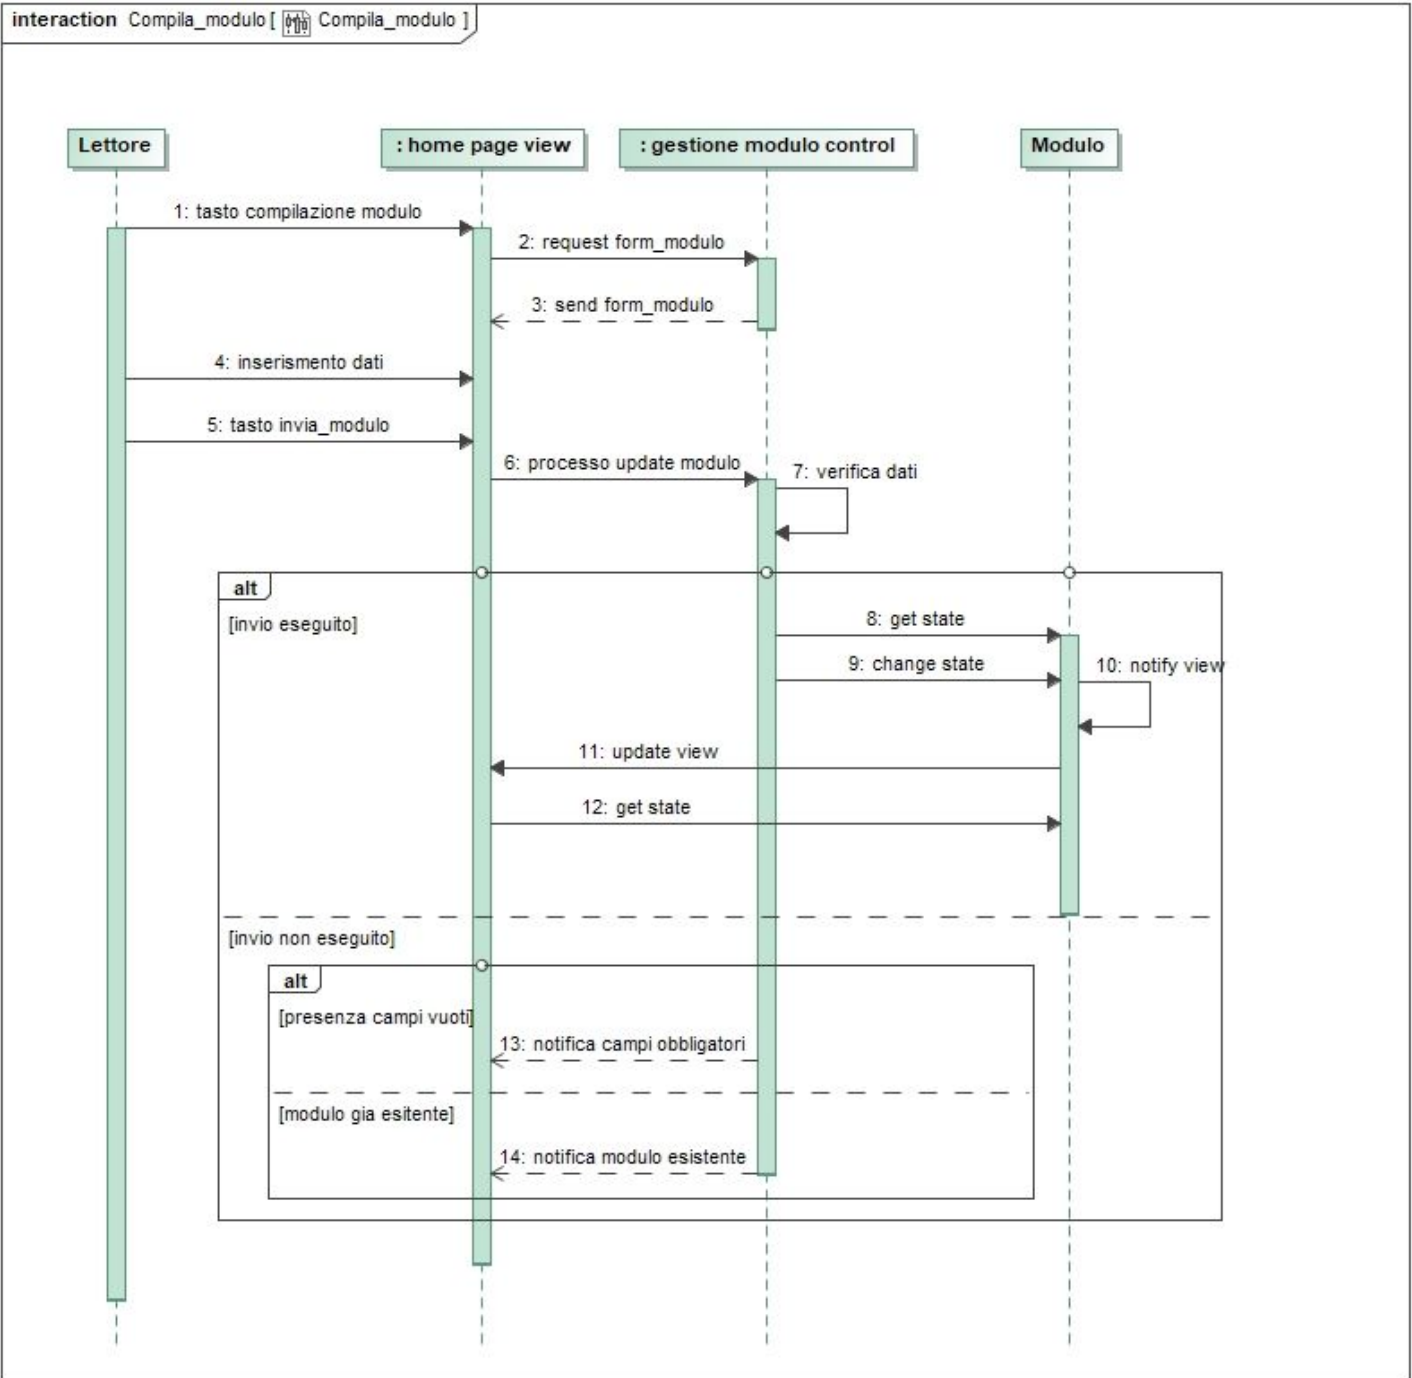 interaction Compila_modulo [ Compila_modulo ]
Lettore
: home page view
: gestione modulo control
Modulo
1: tasto compilazione modulo
2: request form_modulo
3: send form_modulo
4: inserismento dati
5: tasto invia_modulo
6: processo update modulo
7: verifica dati
alt
[invio eseguito]
8: get state
9: change state
10: notify view
11: update view
12: get state
[invio non eseguito]
alt
[presenza campi vuoti]
13: notifica campi obbligatori
[modulo gia esitente]
14: notifica modulo esistente